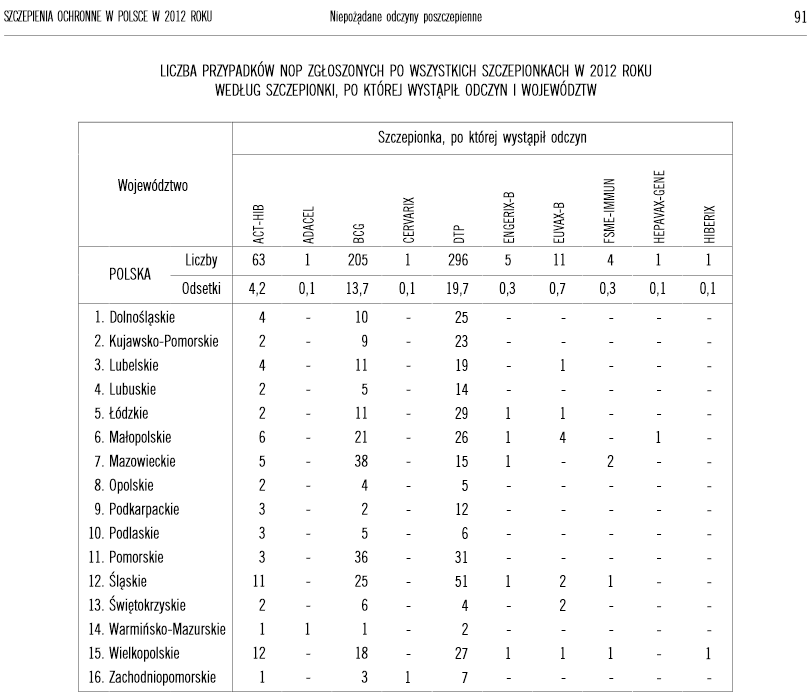 SZCZEPIENIA OCHRONNE W POLSCE W 2012 ROKU Niepożądane odczyny poszczepienne 91
LICZBA PRZYPADKÓW NOP ZGŁOSZONYCH PO WSZYSTKICH SZCZEPIONKACH W 2012 ROKU
WEDŁUG SZCZEPIONKI, PO KTÓREJ WYSTĄPIŁ ODCZYN I WOJEWÓDZTW
Województwo Szczepionka, po której wystąpił odczyn
ACT-HIB ADACEL BCG CERVARIX DTP ENGERIX-B EUVAX-B FSME-IMMUN HEPAVAX-GENE HIBERIX
POLSKA Liczby 63 1 205 1 296 5 11 4 1 1
Odsetki 4,2 0,1 13,7 0,1 19,7 0,3 0,7 0,3 0,1 0,1
1. Dolnośląskie 4 - 10 - 25 - - - - -
2. Kujawsko-Pomorskie 2 - 9 - 23 - - - - -
3. Lubelskie 4 - 11 - 19 - 1 - - -
4. Lubuskie 2 - 5 - 14 - - - - -
5. Łódzkie 2 - 11 - 29 1 1 - - -
6. Małopolskie 6 - 21 - 26 1 4 - 1 -
7. Mazowieckie 5 - 38 - 15 1 - 2 - -
8. Opolskie 2 - 4 - 5 - - - - -
9. Podkarpackie 3 - 2 - 12 - - - - -
10. Podlaskie 3 - 5 - 6 - - - - -
11. Pomorskie 3 - 36 - 31 - - - - -
12. Śląskie 11 - 25 - 51 1 2 1 - -
13. Świętokrzyskie 2 - 6 - 4 - 2 - - -
14. Warmińsko-Mazurskie 1 1 1 - 2 - - - - -
15. Wielkopolskie 12 - 18 - 27 1 1 1 - 1
16. Zachodniopomorskie 1 - 3 1 7 - - - - -